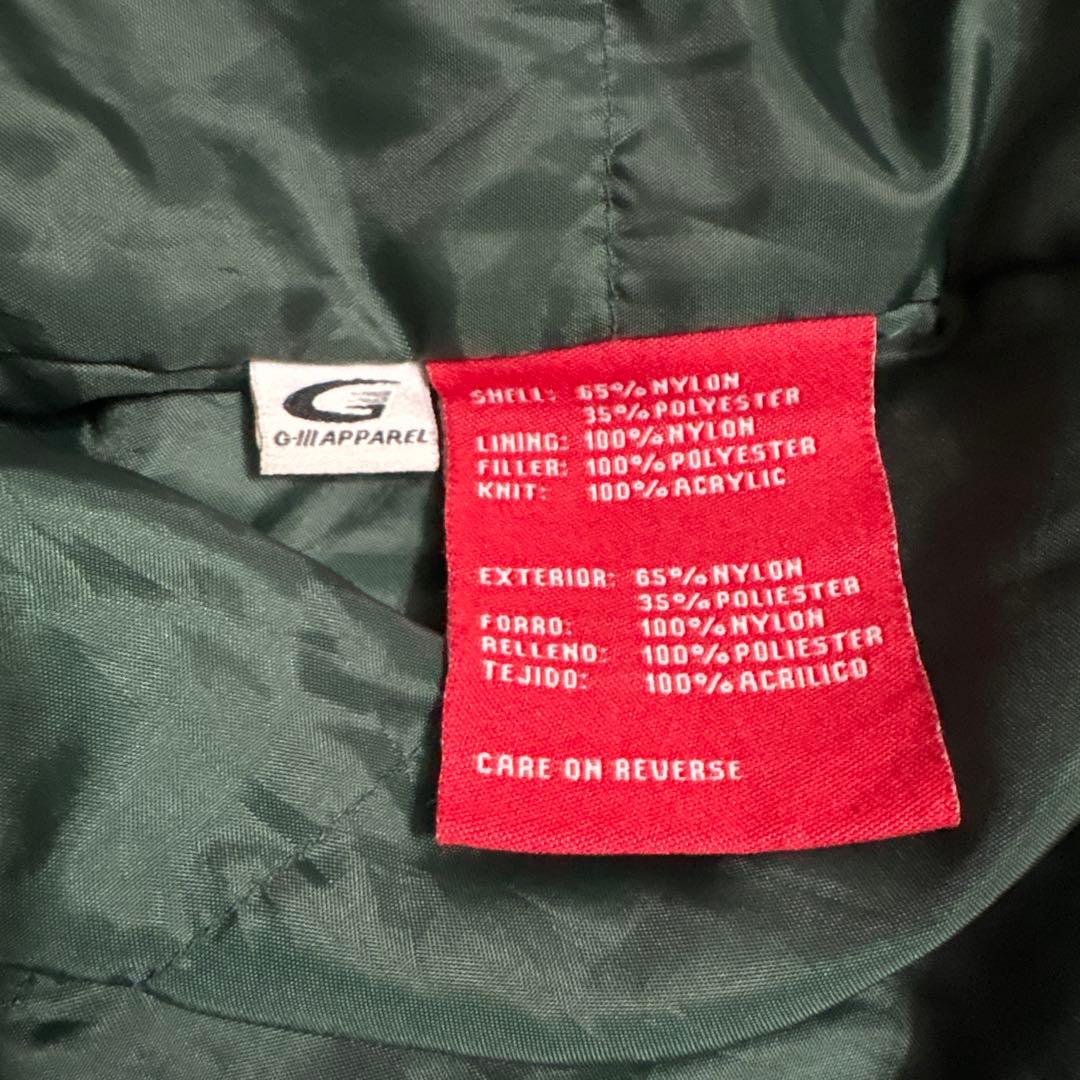 G-III APPAREL
SHELL: 65% NYLON
35% POLYESTER
LINING: 100% NYLON
FILLER: 100% POLYESTER
KNIT: 100% ACRYLIC
EXTERIOR: 65% NYLON
35% POLIESTER
FORRO: 100% NYLON
RELLENO: 100% POLIESTER
TEJIDO: 100% ACRILICO
CARE ON REVERSE